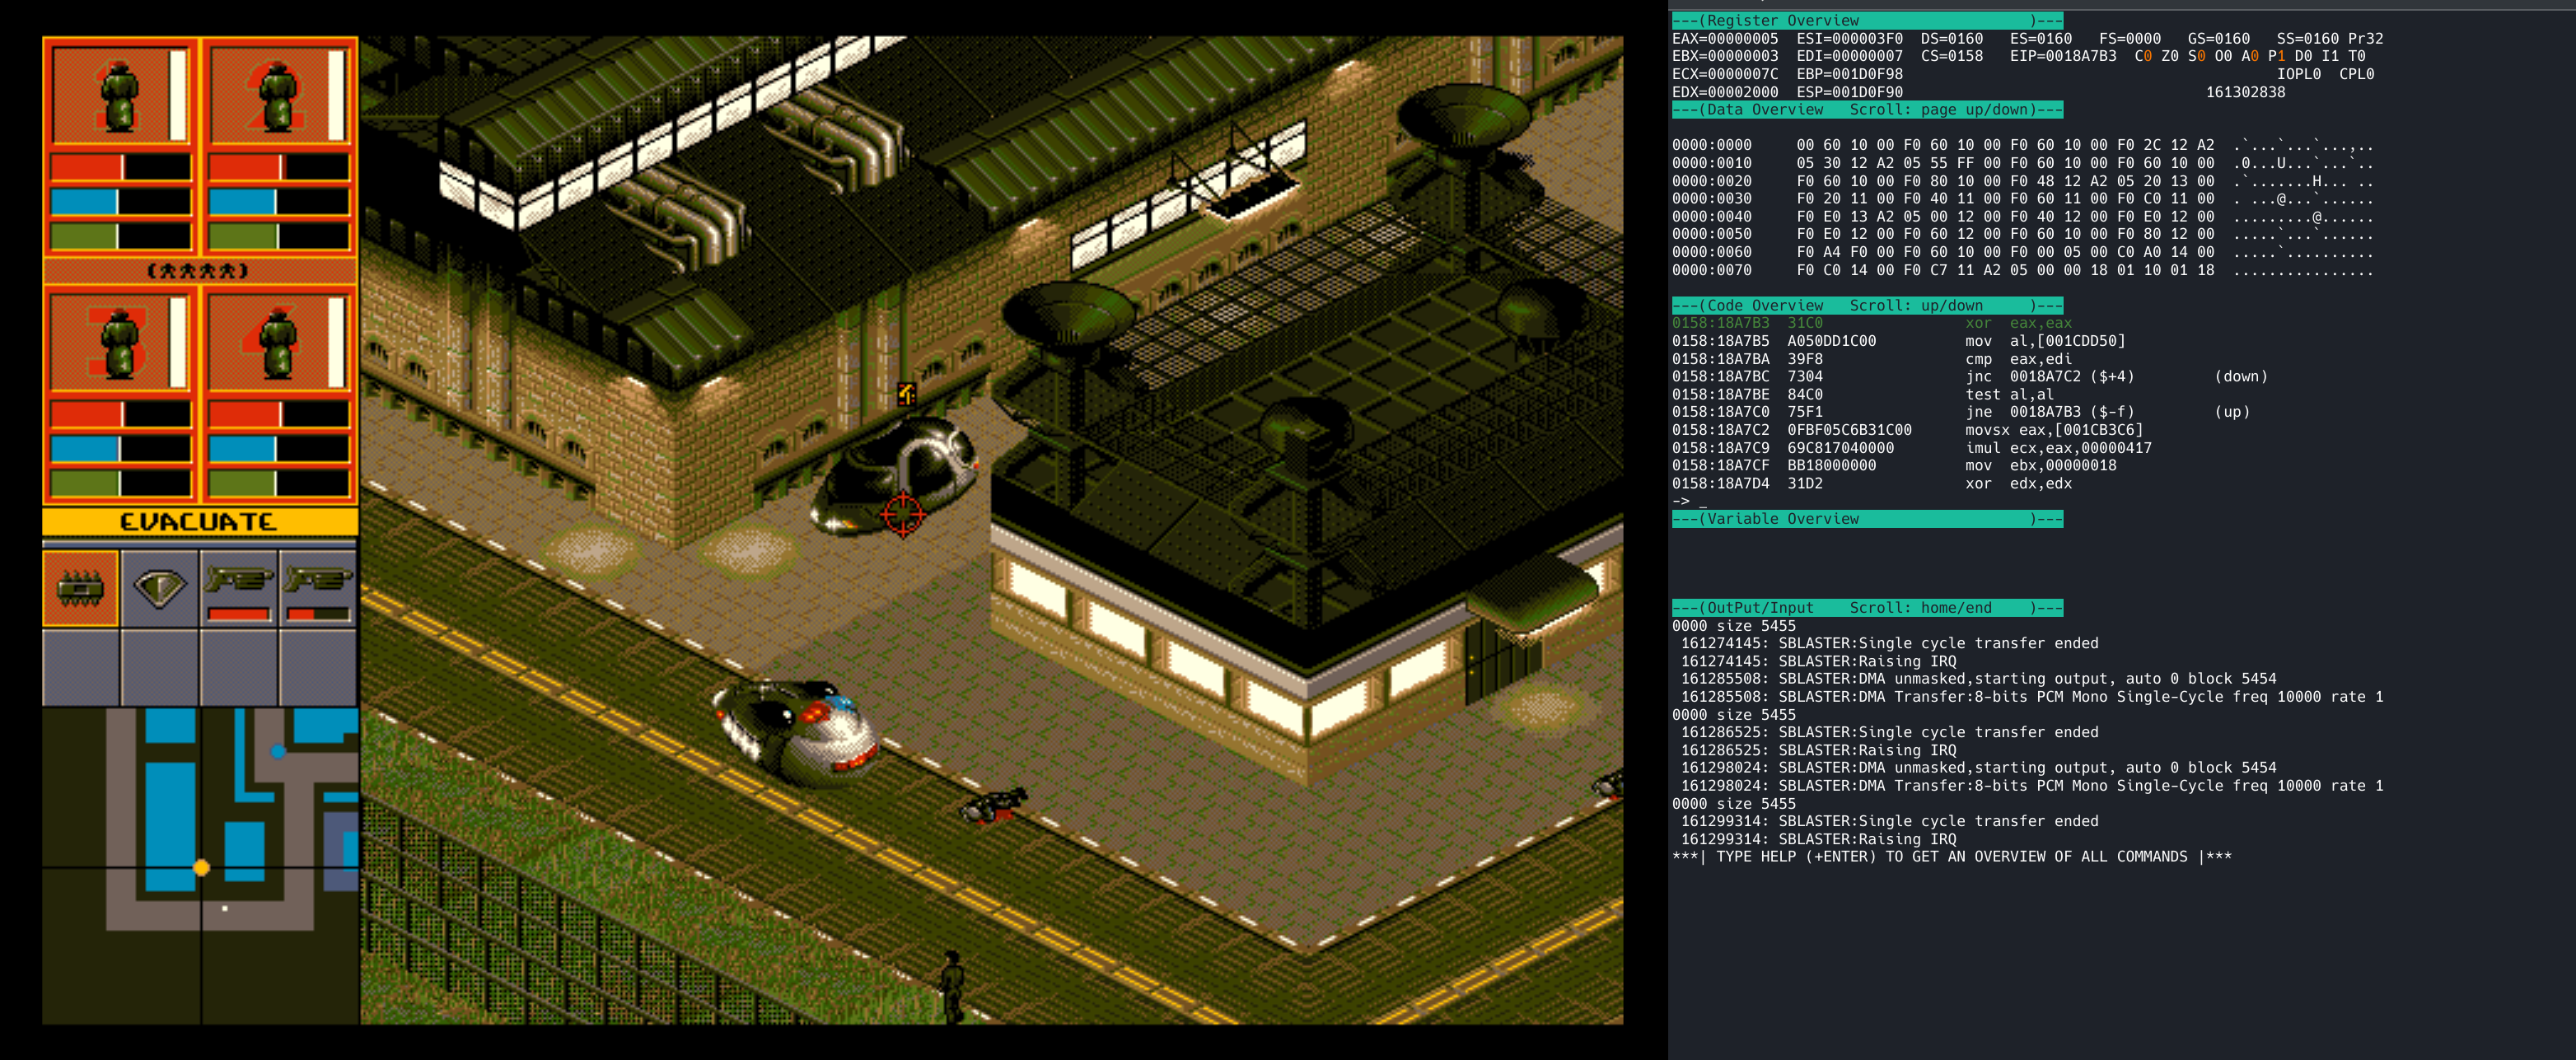 1
2
3
4
EVACUATE
---(Register Overview                   )---
EAX=00000005  ESI=000003F0  DS=0160   ES=0160   FS=0000   GS=0160   SS=0160 Pr32
EBX=00000003  EDI=00000007  CS=0158   EIP=0018A7B3  C0 Z0 S0 O0 A0 P1 D0 I1 T0
ECX=0000007C  EBP=001D0F98                                          IOPL0  CPL0
EDX=00002000  ESP=001D0F90                                  161302838
---(Data Overview   Scroll: page up/down)---
0000:0000     00 60 10 00 F0 60 10 00 F0 60 10 00 F0 2C 12 A2  .`...`...`...,..
0000:0010     05 30 12 A2 05 55 FF 00 F0 60 10 00 F0 60 10 00  .0...U...`...`..
0000:0020     F0 60 10 00 F0 80 10 00 F0 48 12 A2 05 20 13 00  .`.......H... ..
0000:0030     F0 20 11 00 F0 40 11 00 F0 60 11 00 F0 C0 11 00  . ...@...`......
0000:0040     F0 E0 13 A2 05 00 12 00 F0 40 12 00 F0 E0 12 00  .........@......
0000:0050     F0 E0 12 00 F0 60 12 00 F0 60 10 00 F0 80 12 00  .....`...`......
0000:0060     F0 A4 F0 00 F0 60 10 00 F0 00 05 00 C0 A0 14 00  .....`..........
0000:0070     F0 C0 14 00 F0 C7 11 A2 05 00 00 18 01 10 01 18  ................
---(Code Overview   Scroll: up/down     )---
0158:18A7B3  31C0                xor  eax,eax
0158:18A7B5  A050DD1C00          mov  al,[001CDD50]
0158:18A7BA  39F8                cmp  eax,edi
0158:18A7BC  7304                jnc  0018A7C2 ($+4)         (down)
0158:18A7BE  84C0                test al,al
0158:18A7C0  75F1                jne  0018A7B3 ($-f)         (up)
0158:18A7C2  0FBF05C6B31C00      movsx eax,[001CB3C6]
0158:18A7C9  69C817040000        imul ecx,eax,00000417
0158:18A7CF  BB18000000          mov  ebx,00000018
0158:18A7D4  31D2                xor  edx,edx
-> _
---(Variable Overview                   )---
---(OutPut/Input    Scroll: home/end    )---
0000 size 5455
 161274145: SBLASTER:Single cycle transfer ended
 161274145: SBLASTER:Raising IRQ
 161285508: SBLASTER:DMA unmasked,starting output, auto 0 block 5454
 161285508: SBLASTER:DMA Transfer:8-bits PCM Mono Single-Cycle freq 10000 rate 1
0000 size 5455
 161286525: SBLASTER:Single cycle transfer ended
 161286525: SBLASTER:Raising IRQ
 161298024: SBLASTER:DMA unmasked,starting output, auto 0 block 5454
 161298024: SBLASTER:DMA Transfer:8-bits PCM Mono Single-Cycle freq 10000 rate 1
0000 size 5455
 161299314: SBLASTER:Single cycle transfer ended
 161299314: SBLASTER:Raising IRQ
***| TYPE HELP (+ENTER) TO GET AN OVERVIEW OF ALL COMMANDS |***